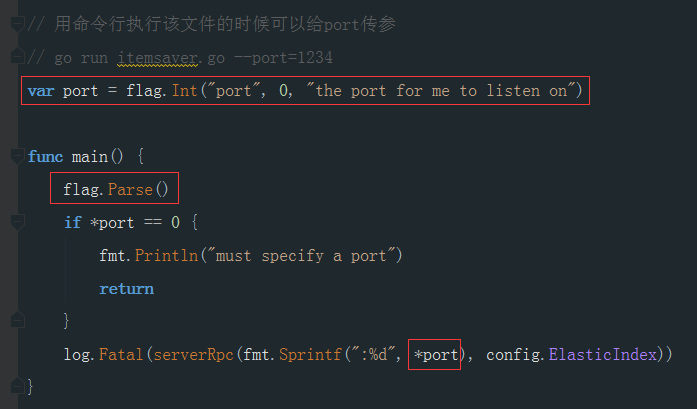 // 用命令行执行该文件的时候可以给port传参
// go run itemsaver.go --port=1234
var port = flag.Int("port", 0, "the port for me to listen on")
func main() {
flag.Parse()
if *port == 0 {
fmt.Println("must specify a port")
return
}
log.Fatal(serverRpc(fmt.Sprintf(":%d", *port), config.ElasticIndex))
}